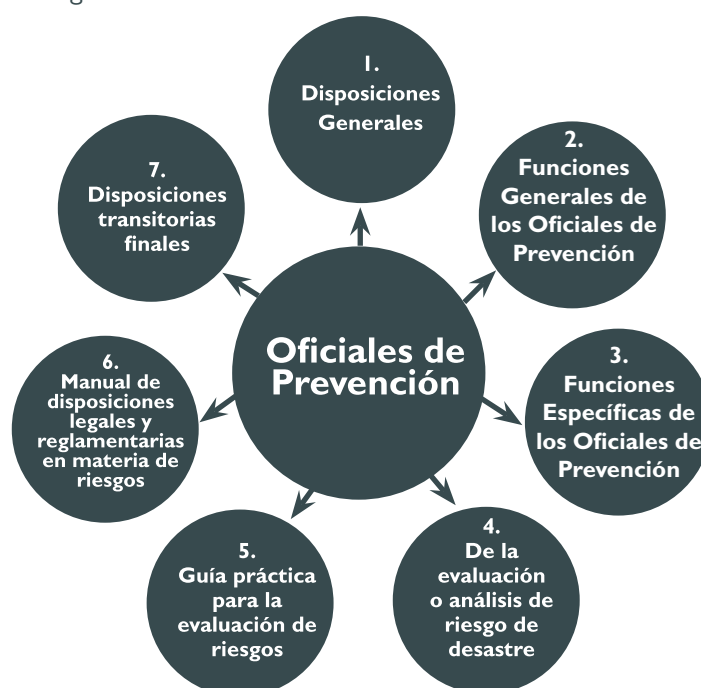 Oficiales de
Prevención
1.
Disposiciones
Generales
2.
Funciones
Generales de
los Oficiales de
Prevención
3.
Funciones
Específicas de
los Oficiales de
Prevención
4.
De la
evaluación
o análisis de
riesgo de
desastre
5.
Guía práctica
para la
evaluación de
riesgos
6.
Manual de
disposiciones
legales y
reglamentarias
en materia de
riesgos
7.
Disposiciones
transitorias
finales